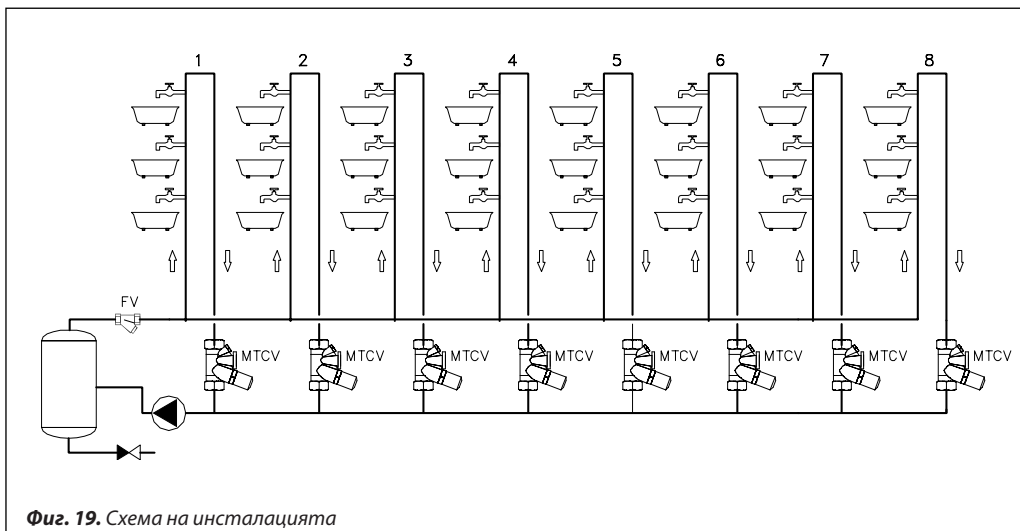 1 2 3 4 5 6 7 8
FV
MTCV MTCV MTCV MTCV MTCV MTCV MTCV MTCV
Фиг. 19. Схема на инсталацията